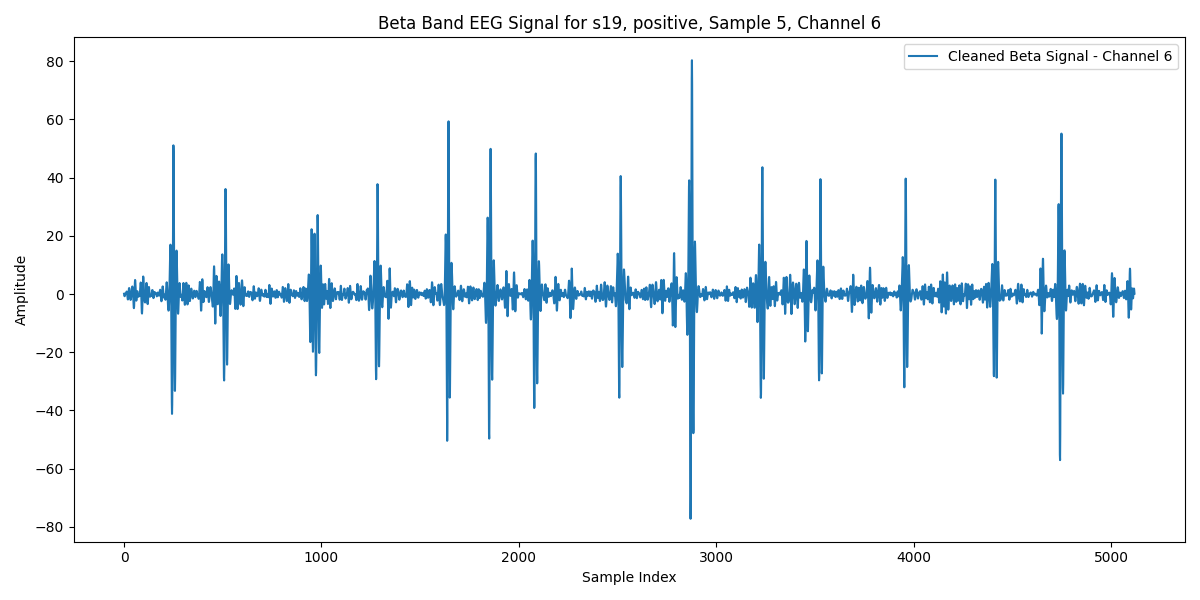 Beta Band EEG Signal for s19, positive, Sample 5, Channel 6
Cleaned Beta Signal - Channel 6
Amplitude
80
60
40
20
0
−20
−40
−60
−80
0 1000 2000 3000 4000 5000
Sample Index